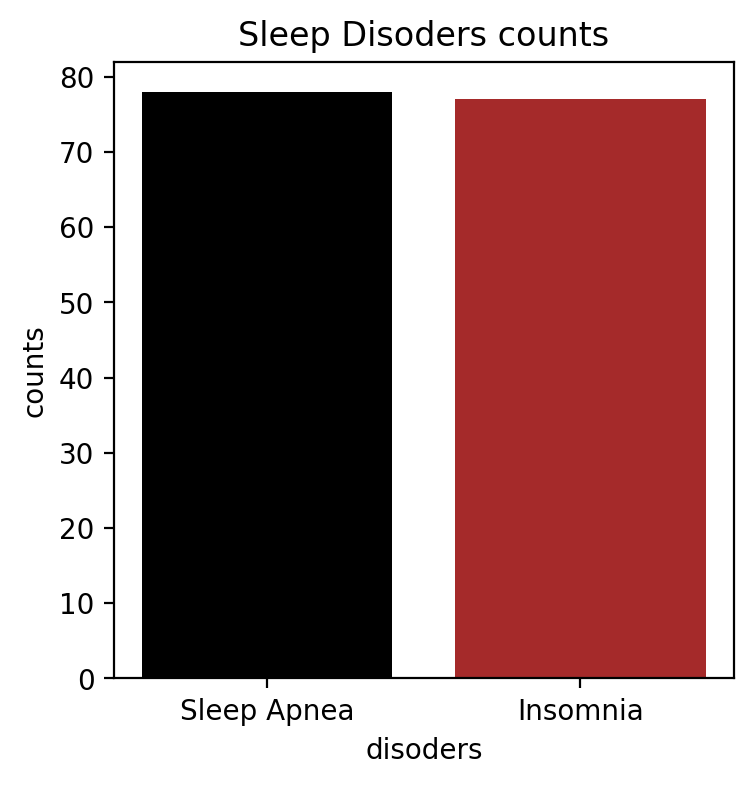 Sleep Disoders counts
80
70
60
50
40
30
20
10
0
counts
Sleep Apnea
Insomnia
disoders